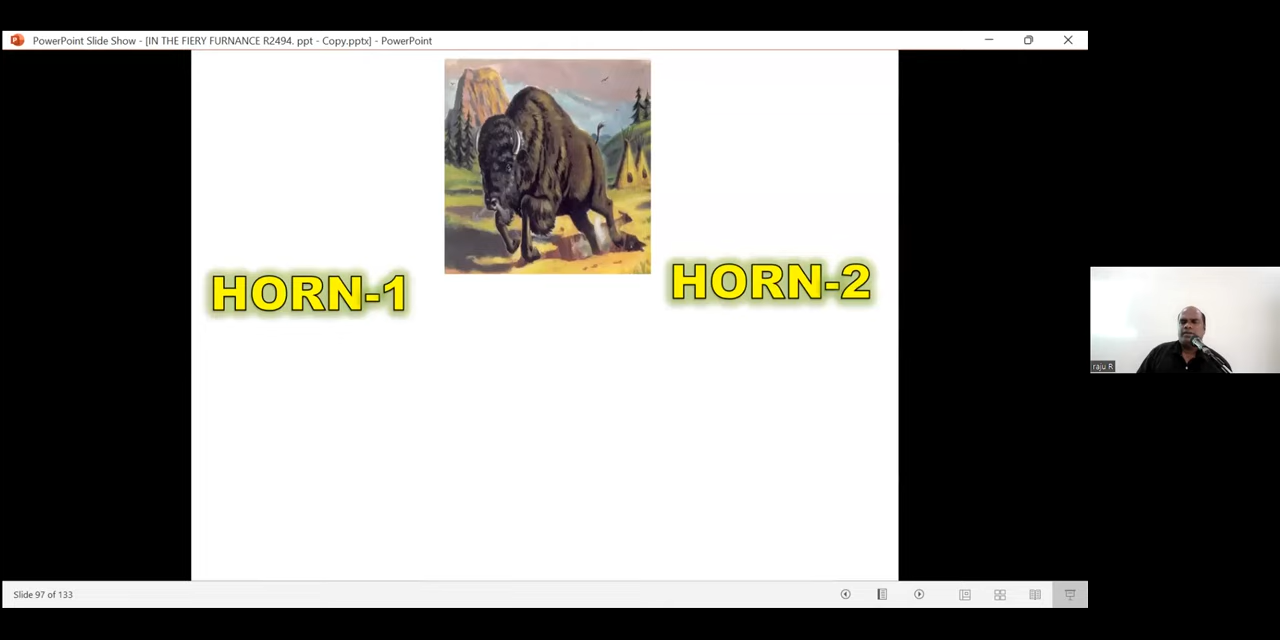 PowerPoint Slide Show - [IN THE FIERY FURNANCE R2494. ppt - Copy.pptx] - PowerPoint
HORN-1
HORN-2
raju R
Slide 97 of 133